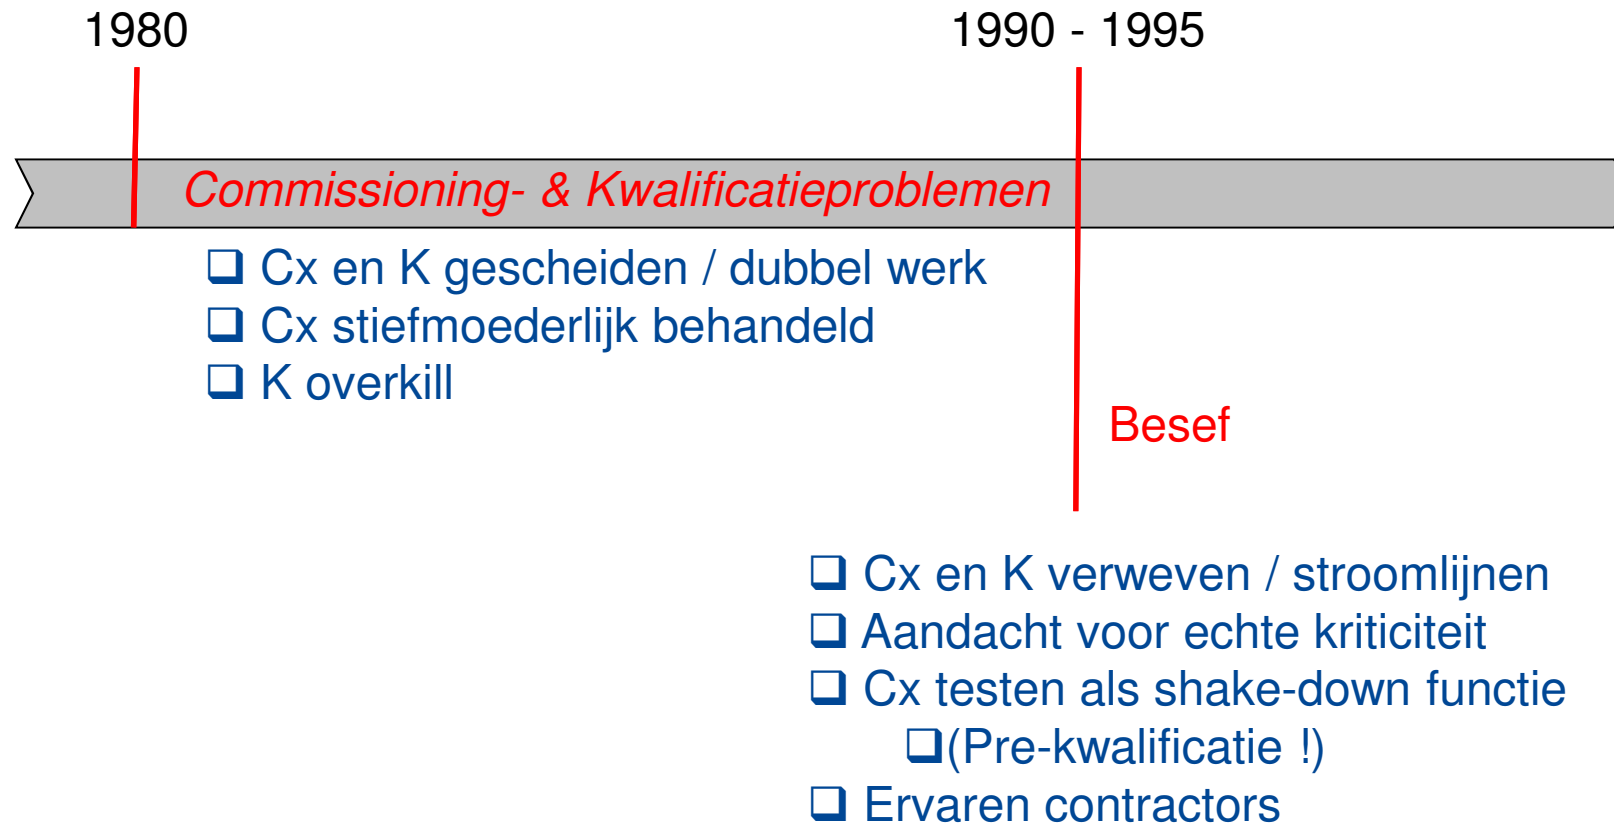 1980
1990 - 1995
Commissioning- & Kwalificatieproblemen
❑ Cx en K gescheiden / dubbel werk
❑ Cx stiefmoederlijk behandeld
❑ K overkill
Besef
❑ Cx en K verweven / stroomlijnen
❑ Aandacht voor echte kriticiteit
❑ Cx testen als shake-down functie
❑(Pre-kwalificatie !)
❑ Ervaren contractors